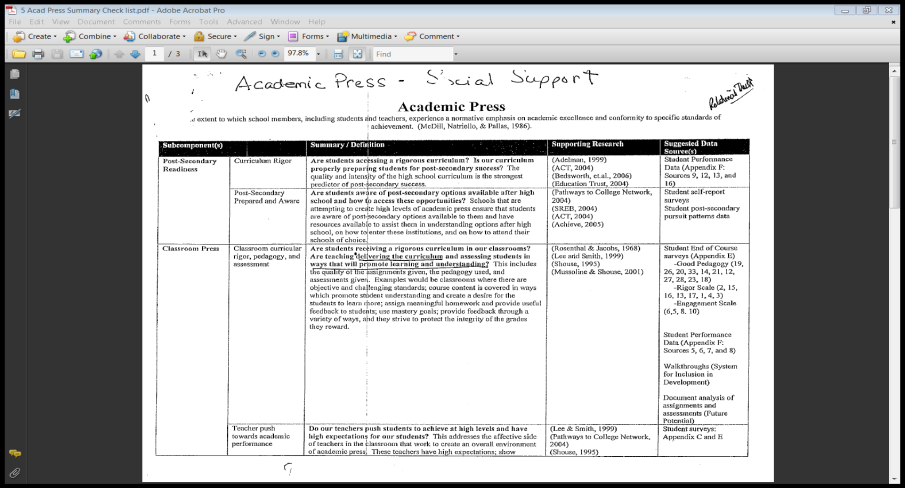 5 Acad Press Summary Check list.pdf - Adobe Acrobat Pro
File Edit View Document Comments Forms Tools Advanced Window Help
Create Combine Collaborate Secure Sign Forms Multimedia Comment
1 / 3 97.8% Find
Academic Press - Social Support
Relational Trust
Academic Press
extent to which school members, including students and teachers, experience a normative emphasis on academic excellence and conformity to specific standards of
achievement. (McDill, Natriello, & Pallas, 1986).
Subcomponent(s) Summary / Definition Supporting Research Suggested Data
Source(s)
Post-Secondary
Readiness
Curriculum Rigor
Are students accessing a rigorous curriculum? Is our curriculum
properly preparing students for post-secondary success? The
quality and intensity of the high school curriculum is the strongest
predictor of post-secondary success.
(Adelman, 1999)
(ACT, 2004)
(Bedsworth, et.al., 2006)
(Education Trust, 2004)
Student Performance
Data (Appendix F:
Sources 9, 12, 13, and
16)
Post-Secondary
Prepared and Aware
Are students aware of post-secondary options available after high
school and how to access these opportunities? Schools that are
attempting to create high levels of academic press ensure that students
are aware of post-secondary options available to them and have
resources available to assist them in understanding options after high
school, on how to enter these institutions, and on how to attend their
schools of choice.
(Pathways to College Network,
2004)
(SREB, 2004)
(ACT, 2004)
(Achieve, 2005)
Student self-report
surveys
Student post-secondary
pursuit patterns data
Classroom Press
Classroom curricular
rigor, pedagogy, and
assessment
Are students receiving a rigorous curriculum in our classrooms?
Are teaching delivering the curriculum and assessing students in
ways that will promote learning and understanding? This includes
the quality of the assignments given, the pedagogy used, and
assessments given. Examples would be classrooms where there are
objective and challenging standards; course content is covered in ways
which promote student understanding and create a desire for the
students to learn more; assign meaningful homework and provide useful
feedback to students; use mastery goals; provide feedback through a
variety of ways, and they strive to protect the integrity of the grades
they reward.
(Rosenthal & Jacobs, 1968)
(Lee and Smith, 1999)
(Shouse, 1995)
(Mussoline & Shouse, 2001)
Student End of Course
surveys (Appendix E)
-Good Pedagogy (19,
26, 20, 33, 14, 21, 12,
27, 28, 23, 18)
-Rigor Scale (2, 15,
16, 13, 17, 1, 4, 3)
-Engagement Scale
(6,5, 8. 10)
Student Performance
Data (Appendix F:
Sources 5, 6, 7, and 8)
Walkthroughs (System
for Inclusion in
Development)
Document analysis of
assignments and
assessments (Future
Potential)
Teacher push
towards academic
performance
Do our teachers push students to achieve at high levels and have
high expectations for our students? This addresses the affective side
of teachers in the classroom that work to create an overall environment
of academic press. These teachers have high expectations; show
(Lee & Smith, 1999)
(Pathways to College Network,
2004)
(Shouse, 1995)
Student surveys:
Appendix C and B